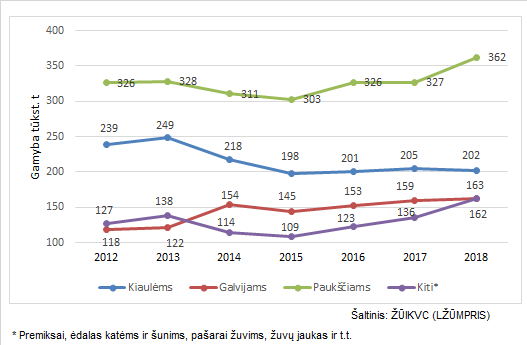 400
350
300
250
200
150
100
Gamyba tūkst. t
326 328 311 303 326 327 362
239 249 218 198 201 205 202
118 122 154 145 153 159 163
127 138 114 109 123 136 162
2012 2013 2014 2015 2016 2017 2018
Kiaulėms Galvijams Paukščiams Kiti*
Šaltinis: ŽŪIKVC (LŽŪMPRIS)
* Premiksai, ėdalas katėms ir šunims, pašarai žuvims, žuvų jaukas ir t.t.